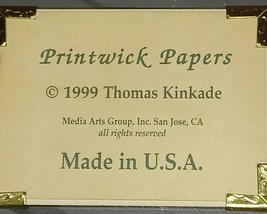 Printwick Papers
© 1999 Thomas Kinkade
Media Arts Group, Inc. San Jose, CA
all rights reserved
Made in U.S.A.